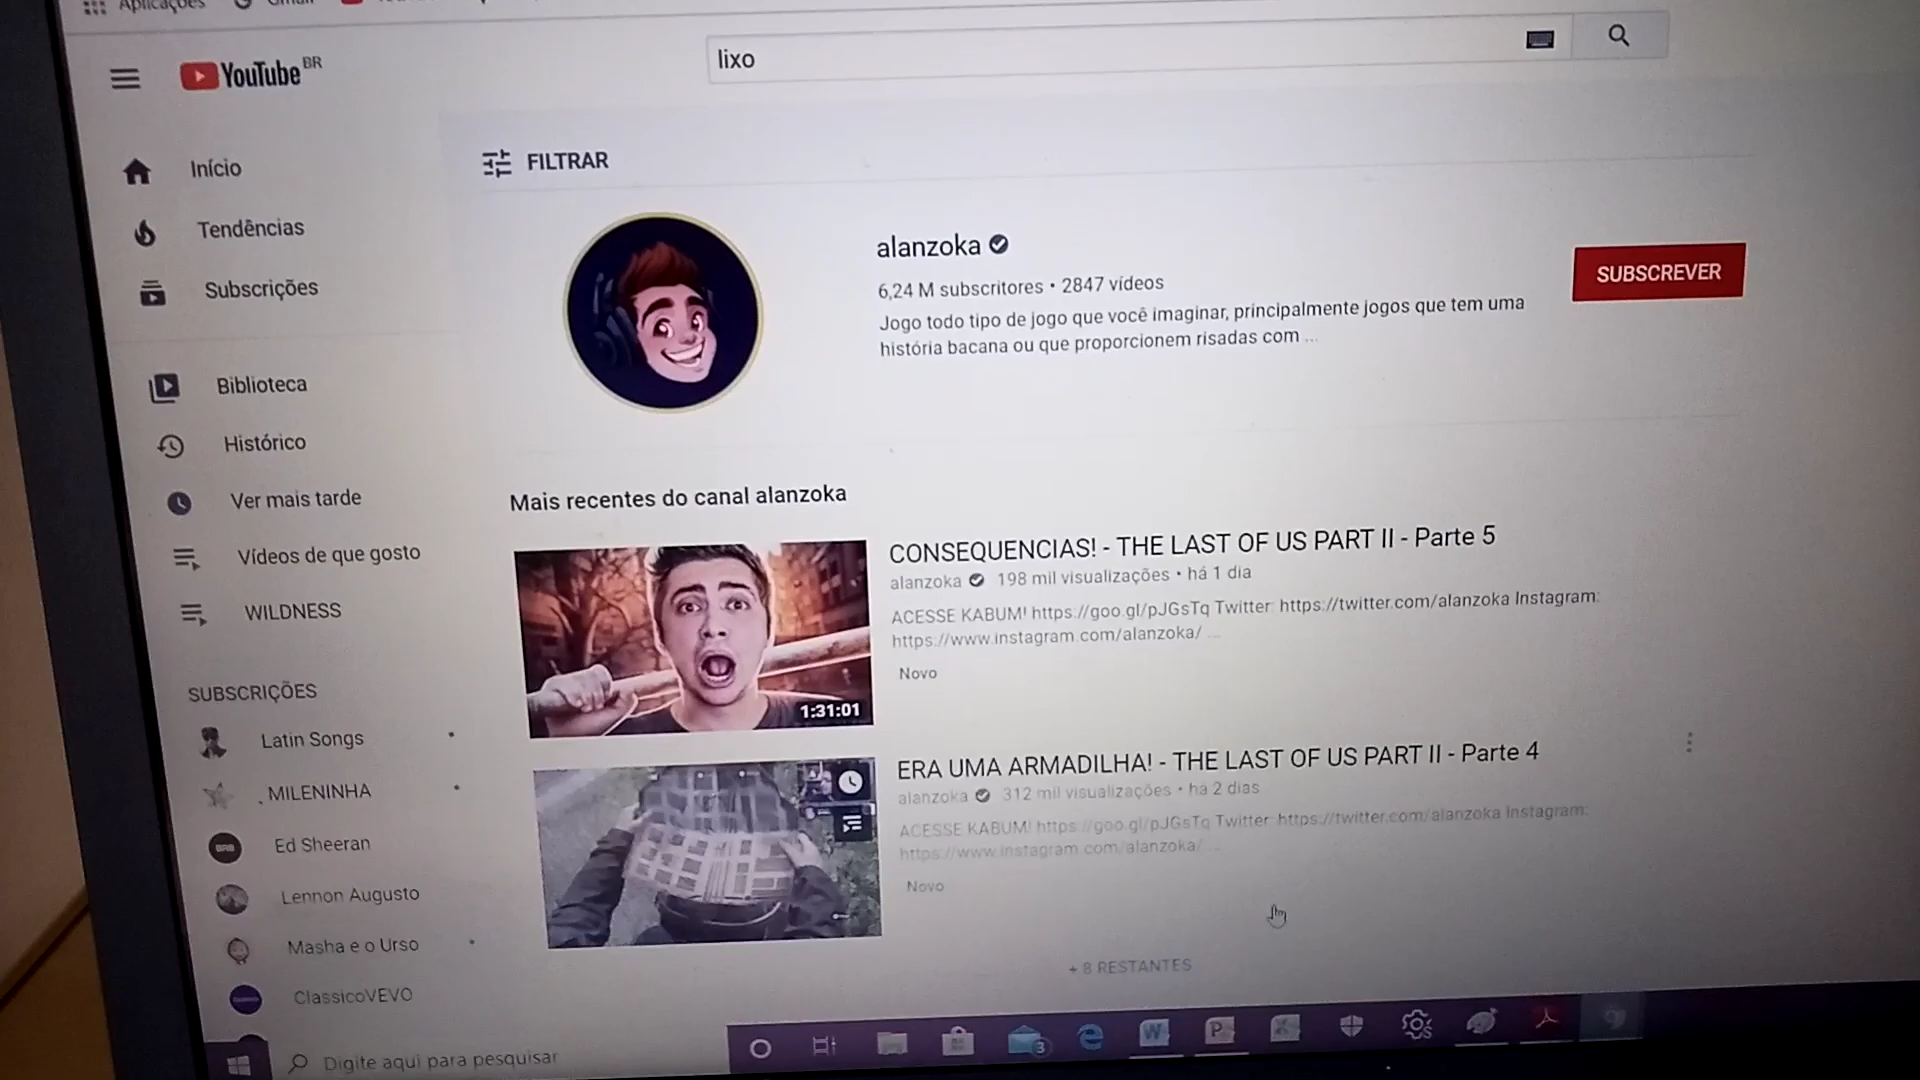 Aplicações
YouTube BR
lixo
Início
Tendências
Subscrições
Biblioteca
Histórico
Ver mais tarde
Vídeos de que gosto
WILDNESS
SUBSCRIÇÕES
Latin Songs
MILENINHA
Ed Sheeran
Lennon Augusto
Masha e o Urso
ClassicoVEVO
FILTRAR
alanzoka
6,24 M subscritores • 2847 vídeos
Jogo todo tipo de jogo que você imaginar, principalmente jogos que tem uma
história bacana ou que proporcionem risadas com ...
SUBSCREVER
Mais recentes do canal alanzoka
1:31:01
CONSEQUENCIAS! - THE LAST OF US PART II - Parte 5
alanzoka 198 mil visualizações • há 1 dia
ACESSE KABUM! https://goo.gl/pJGsTq Twitter: https://twitter.com/alanzoka Instagram:
https://www.instagram.com/alanzoka/ ...
Novo
ERA UMA ARMADILHA! - THE LAST OF US PART II - Parte 4
alanzoka 312 mil visualizações • há 2 dias
ACESSE KABUM! https://goo.gl/pJGsTq Twitter: https://twitter.com/alanzoka Instagram:
https://www.instagram.com/alanzoka/ ...
Novo
+ 8 RESTANTES
Digite aqui para pesquisar
3